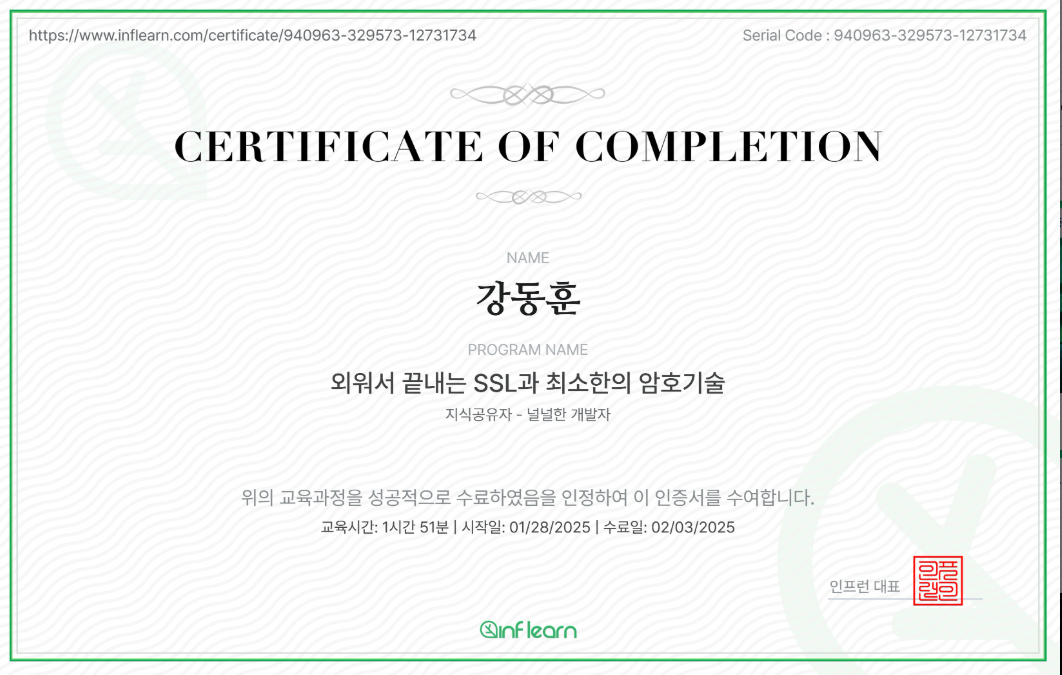 https://www.inflearn.com/certificate/940963-329573-12731734
Serial Code : 940963-329573-12731734
CERTIFICATE OF COMPLETION
NAME
강동훈
PROGRAM NAME
외워서 끝내는 SSL과 최소한의 암호기술
지식공유자 - 널널한 개발자
위의 교육과정을 성공적으로 수료하였음을 인정하여 이 인증서를 수여합니다.
교육시간: 1시간 51분 | 시작일: 01/28/2025 | 수료일: 02/03/2025
인프런 대표
inflearn